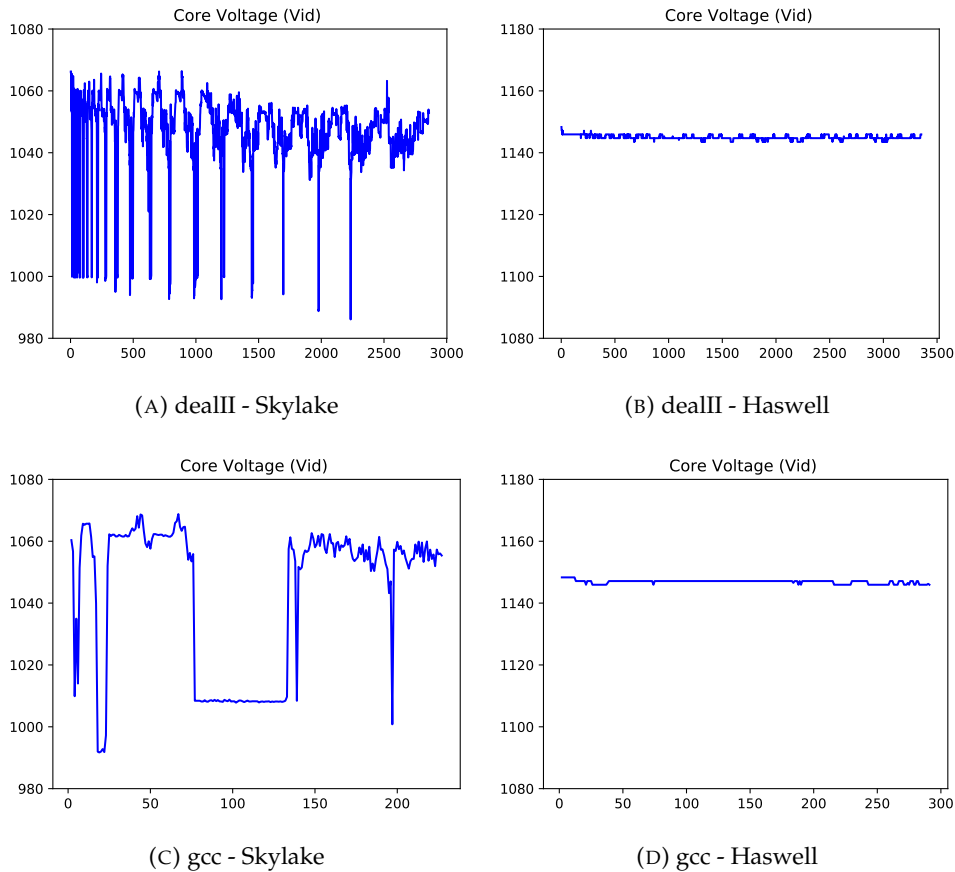 Core Voltage (Vid)
1080
1060
1040
1020
1000
980
0 500 1000 1500 2000 2500 3000
(A) dealII - Skylake
Core Voltage (Vid)
1180
1160
1140
1120
1100
1080
0 500 1000 1500 2000 2500 3000 3500
(B) dealII - Haswell
Core Voltage (Vid)
1080
1060
1040
1020
1000
980
0 50 100 150 200
(C) gcc - Skylake
Core Voltage (Vid)
1180
1160
1140
1120
1100
1080
0 50 100 150 200 250 300
(D) gcc - Haswell